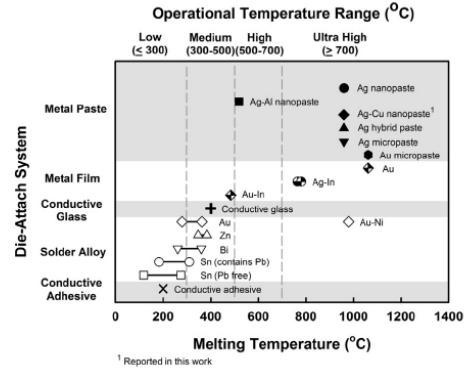 Operational Temperature Range (°C)
Low Medium High Ultra High
(≤ 300) (300-500) (500-700) (≥ 700)
Die-Attach System
Metal Paste
Ag nanopaste
Ag-Al nanopaste
Ag-Cu nanopaste¹
Ag hybrid paste
Ag micropaste
Au micropaste
Metal Film
Au
Ag-In
Au-In
Conductive
Glass
Conductive glass
Solder Alloy
Au
Au-Ni
Zn
Bi
Sn (contains Pb)
Sn (Pb free)
Conductive
Adhesive
Conductive adhesive
0 200 400 600 800 1000 1200 1400
Melting Temperature (°C)
¹ Reported in this work